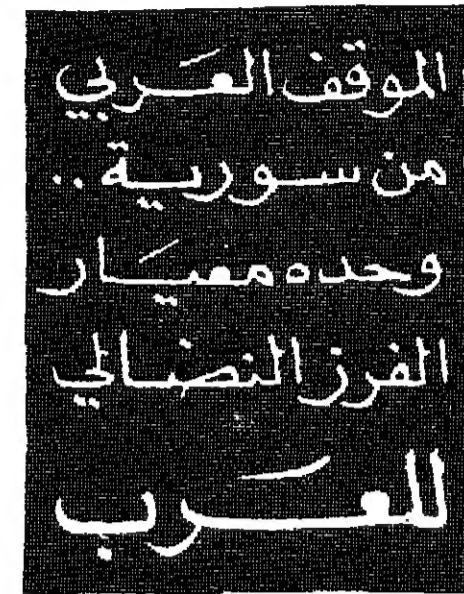 الموقف العربي
من سورية ..
وحده معيار
الفرز النضالي
للعرب